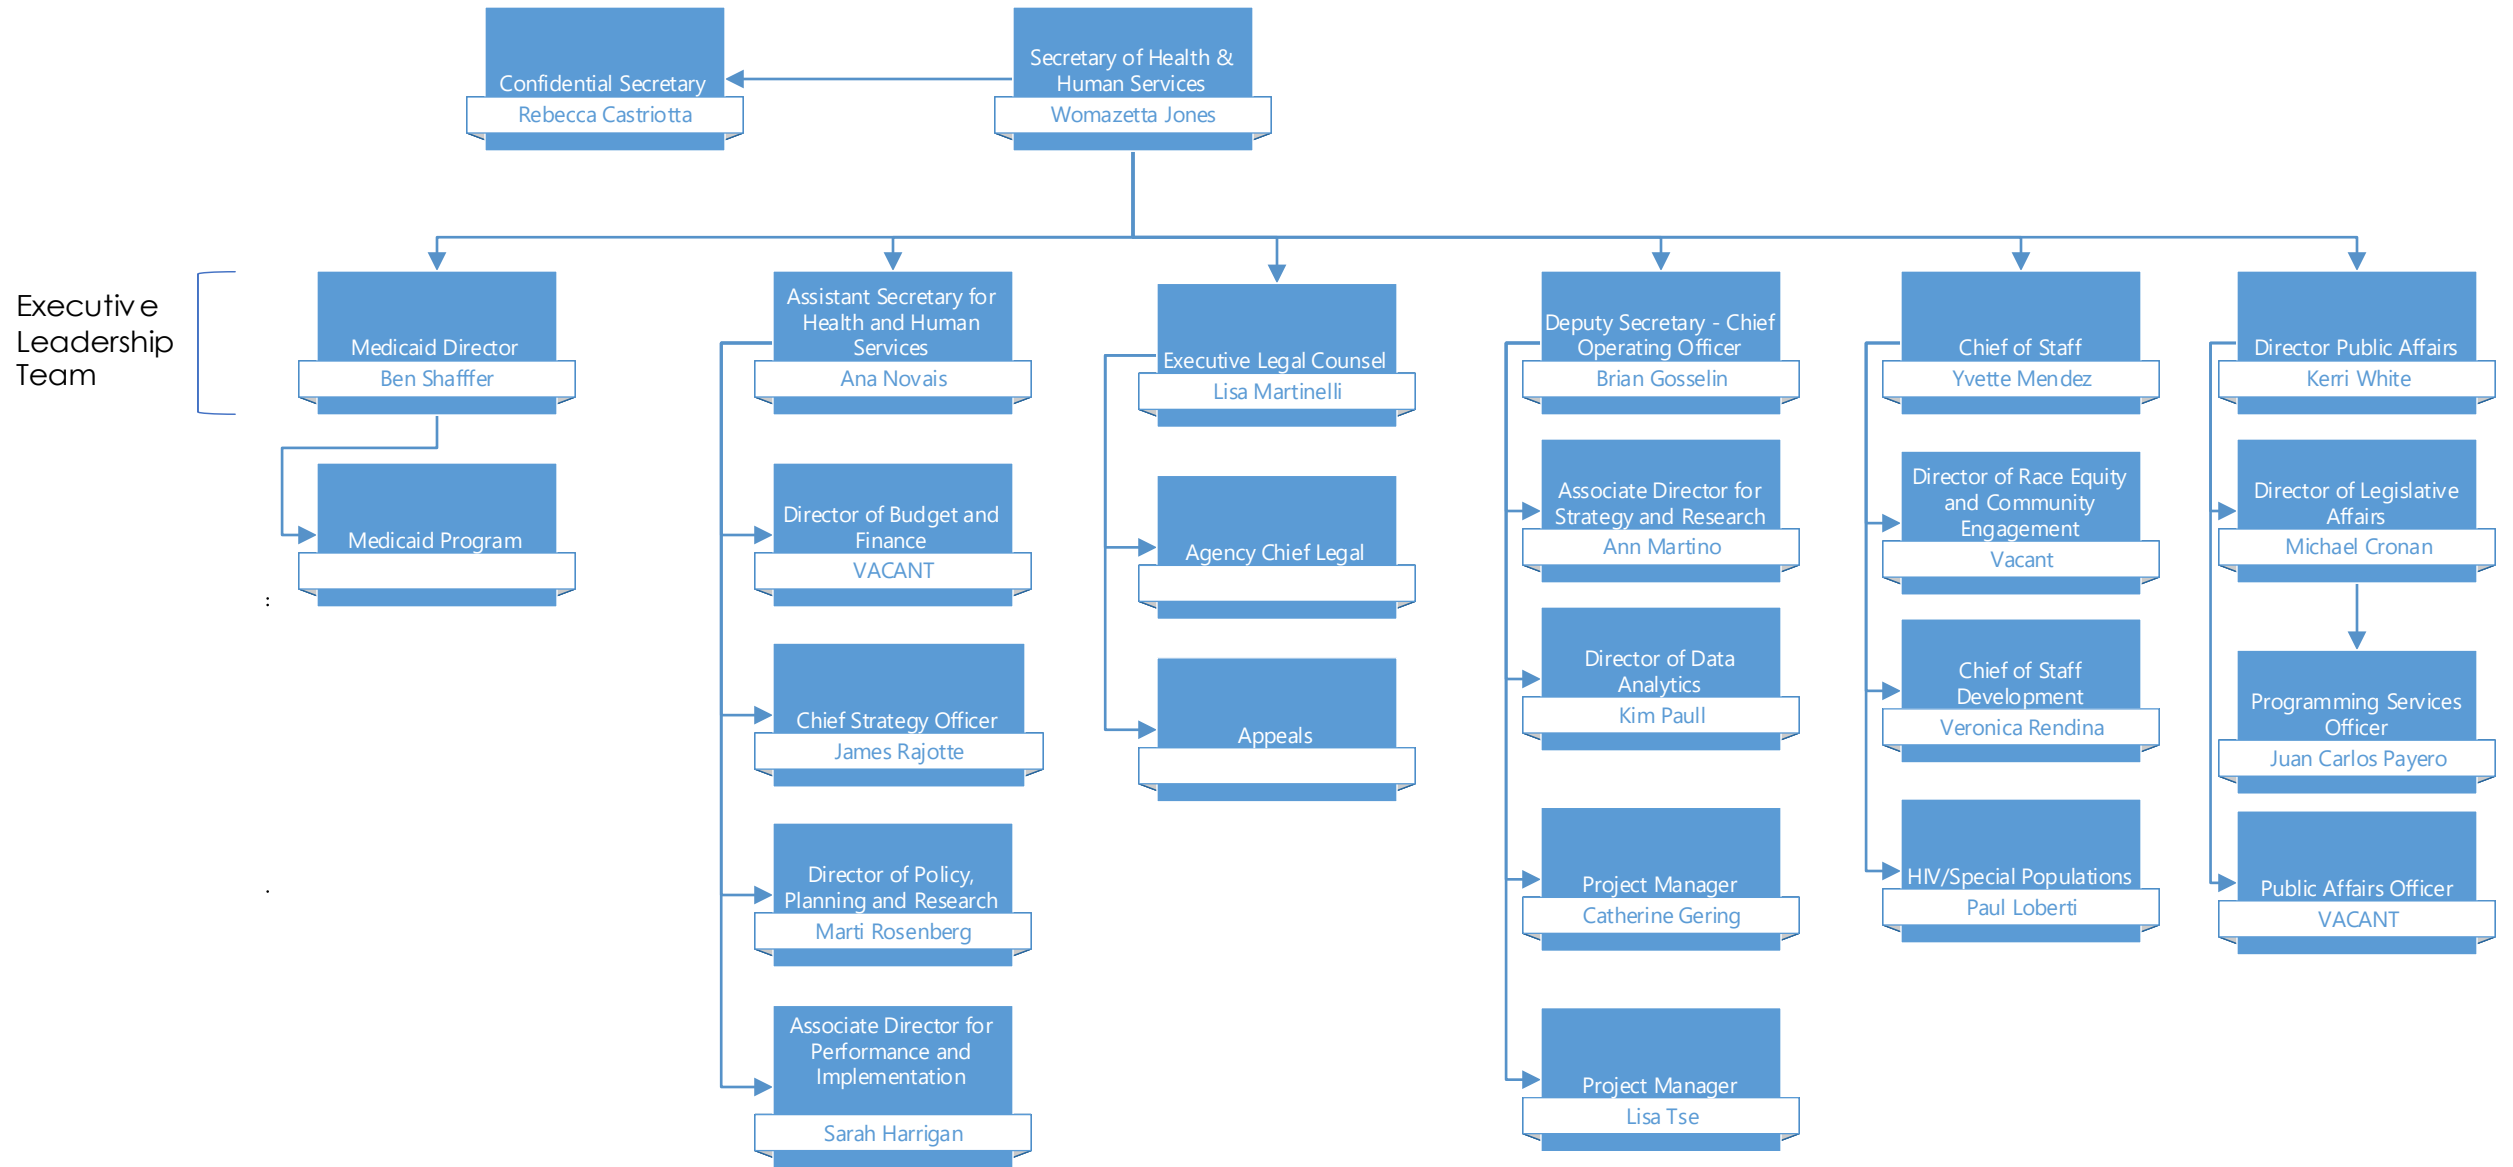 Confidential Secretary
Rebecca Castriotta
Secretary of Health &
Human Services
Womazetta Jones
Executive
Leadership
Team
Medicaid Director
Ben Shafffer
Medicaid Program
:
.
Assistant Secretary for
Health and Human
Services
Ana Novais
Director of Budget and
Finance
VACANT
Chief Strategy Officer
James Rajotte
Director of Policy,
Planning and Research
Marti Rosenberg
Associate Director for
Performance and
Implementation
Sarah Harrigan
Executive Legal Counsel
Lisa Martinelli
Agency Chief Legal
Appeals
Deputy Secretary - Chief
Operating Officer
Brian Gosselin
Associate Director for
Strategy and Research
Ann Martino
Director of Data
Analytics
Kim Paull
Project Manager
Catherine Gering
Project Manager
Lisa Tse
Chief of Staff
Yvette Mendez
Director of Race Equity
and Community
Engagement
Vacant
Chief of Staff
Development
Veronica Rendina
HIV/Special Populations
Paul Loberti
Director Public Affairs
Kerri White
Director of Legislative
Affairs
Michael Cronan
Programming Services
Officer
Juan Carlos Payero
Public Affairs Officer
VACANT